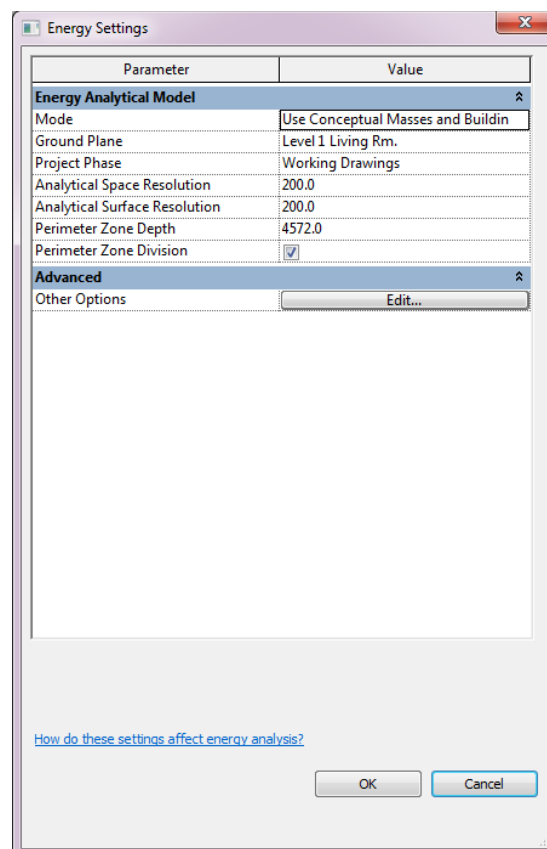 Energy Settings
Parameter Value
Energy Analytical Model
Mode Use Conceptual Masses and Buildin
Ground Plane Level 1 Living Rm.
Project Phase Working Drawings
Analytical Space Resolution 200.0
Analytical Surface Resolution 200.0
Perimeter Zone Depth 4572.0
Perimeter Zone Division
Advanced
Other Options Edit...
How do these settings affect energy analysis?
OK Cancel